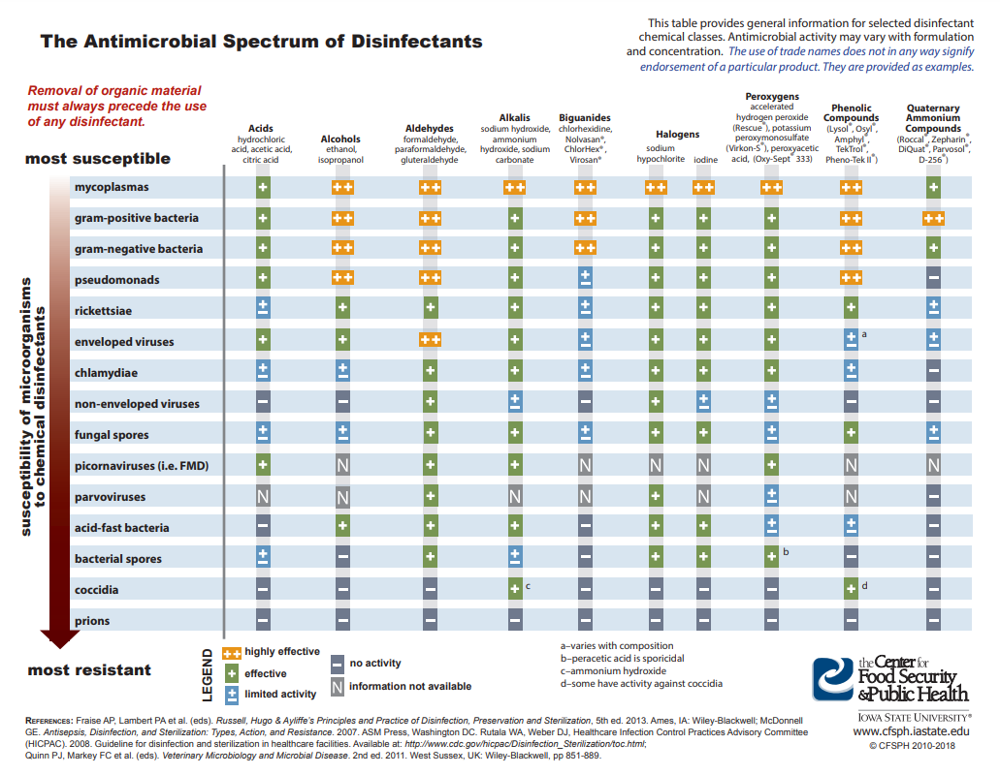 The Antimicrobial Spectrum of Disinfectants
This table provides general information for selected disinfectant
chemical classes. Antimicrobial activity may vary with formulation
and concentration. The use of trade names does not in any way signify
endorsement of a particular product. They are provided as examples.
Removal of organic material
must always precede the use
of any disinfectant.
most susceptible
Acids
hydrochloric
acid, acetic acid,
citric acid
Alcohols
ethanol,
isopropanol
Aldehydes
formaldehyde,
paraformaldehyde,
gluteraldehyde
Alkalis
sodium hydroxide,
ammonium
hydroxide, sodium
carbonate
Biguanides
chlorhexidine,
Nolvasan®,
ChlorHex®,
Virosan®
Halogens
sodium
hypochlorite
iodine
Peroxygens
accelerated
hydrogen peroxide
(Rescue®), potassium
peroxymonosulfate
(Virkon-S®), peroxyacetic
acid, (Oxy-Sept® 333)
Phenolic
Compounds
(Lysol®, Osyl®,
Amphyl®,
TekTrol®,
Pheno-Tek II®)
Quaternary
Ammonium
Compounds
(Roccal®, Zepharin®,
DiQuat®, Parvosol®,
D-256®)
susceptibility of microorganisms
to chemical disinfectants
mycoplasmas + ++ ++ ++ ++ ++ ++ ++ ++ +
gram-positive bacteria + ++ ++ + ++ + + + ++ ++
gram-negative bacteria + ++ ++ + ++ + + + ++ +
pseudomonads + ++ ++ + ± + + + ++ −
rickettsiae ± + + + ± + + + + ±
enveloped viruses + + ++ + ± + + + ± a ±
chlamydiae ± ± + + ± + + + ± −
non-enveloped viruses − − + ± − + ± ± − −
fungal spores ± ± + + ± + + ± + ±
picornaviruses (i.e. FMD) + N + + N N N + N N
parvoviruses N N + N N + N ± N −
acid-fast bacteria − + + + − + + ± ± −
bacterial spores ± − + ± − + + + b − −
coccidia − − − + c − − − − + d −
prions − − − − − − − − − −
most resistant
LEGEND
++ highly effective
+ effective
± limited activity
− no activity
N information not available
a–varies with composition
b–peracetic acid is sporicidal
c–ammonium hydroxide
d–some have activity against coccidia
the Center for
Food Security
& Public Health
IOWA STATE UNIVERSITY®
www.cfsph.iastate.edu
© CFSPH 2010-2018
REFERENCES: Fraise AP, Lambert PA et al. (eds). Russell, Hugo & Ayliffe's Principles and Practice of Disinfection, Preservation and Sterilization, 5th ed. 2013. Ames, IA: Wiley-Blackwell; McDonnell
GE. Antisepsis, Disinfection, and Sterilization: Types, Action, and Resistance. 2007. ASM Press, Washington DC. Rutala WA, Weber DJ, Healthcare Infection Control Practices Advisory Committee
(HICPAC). 2008. Guideline for disinfection and sterilization in healthcare facilities. Available at: http://www.cdc.gov/hicpac/Disinfection_Sterilization/toc.html;
Quinn PJ, Markey FC et al. (eds). Veterinary Microbiology and Microbial Disease. 2nd ed. 2011. West Sussex, UK: Wiley-Blackwell, pp 851-889.